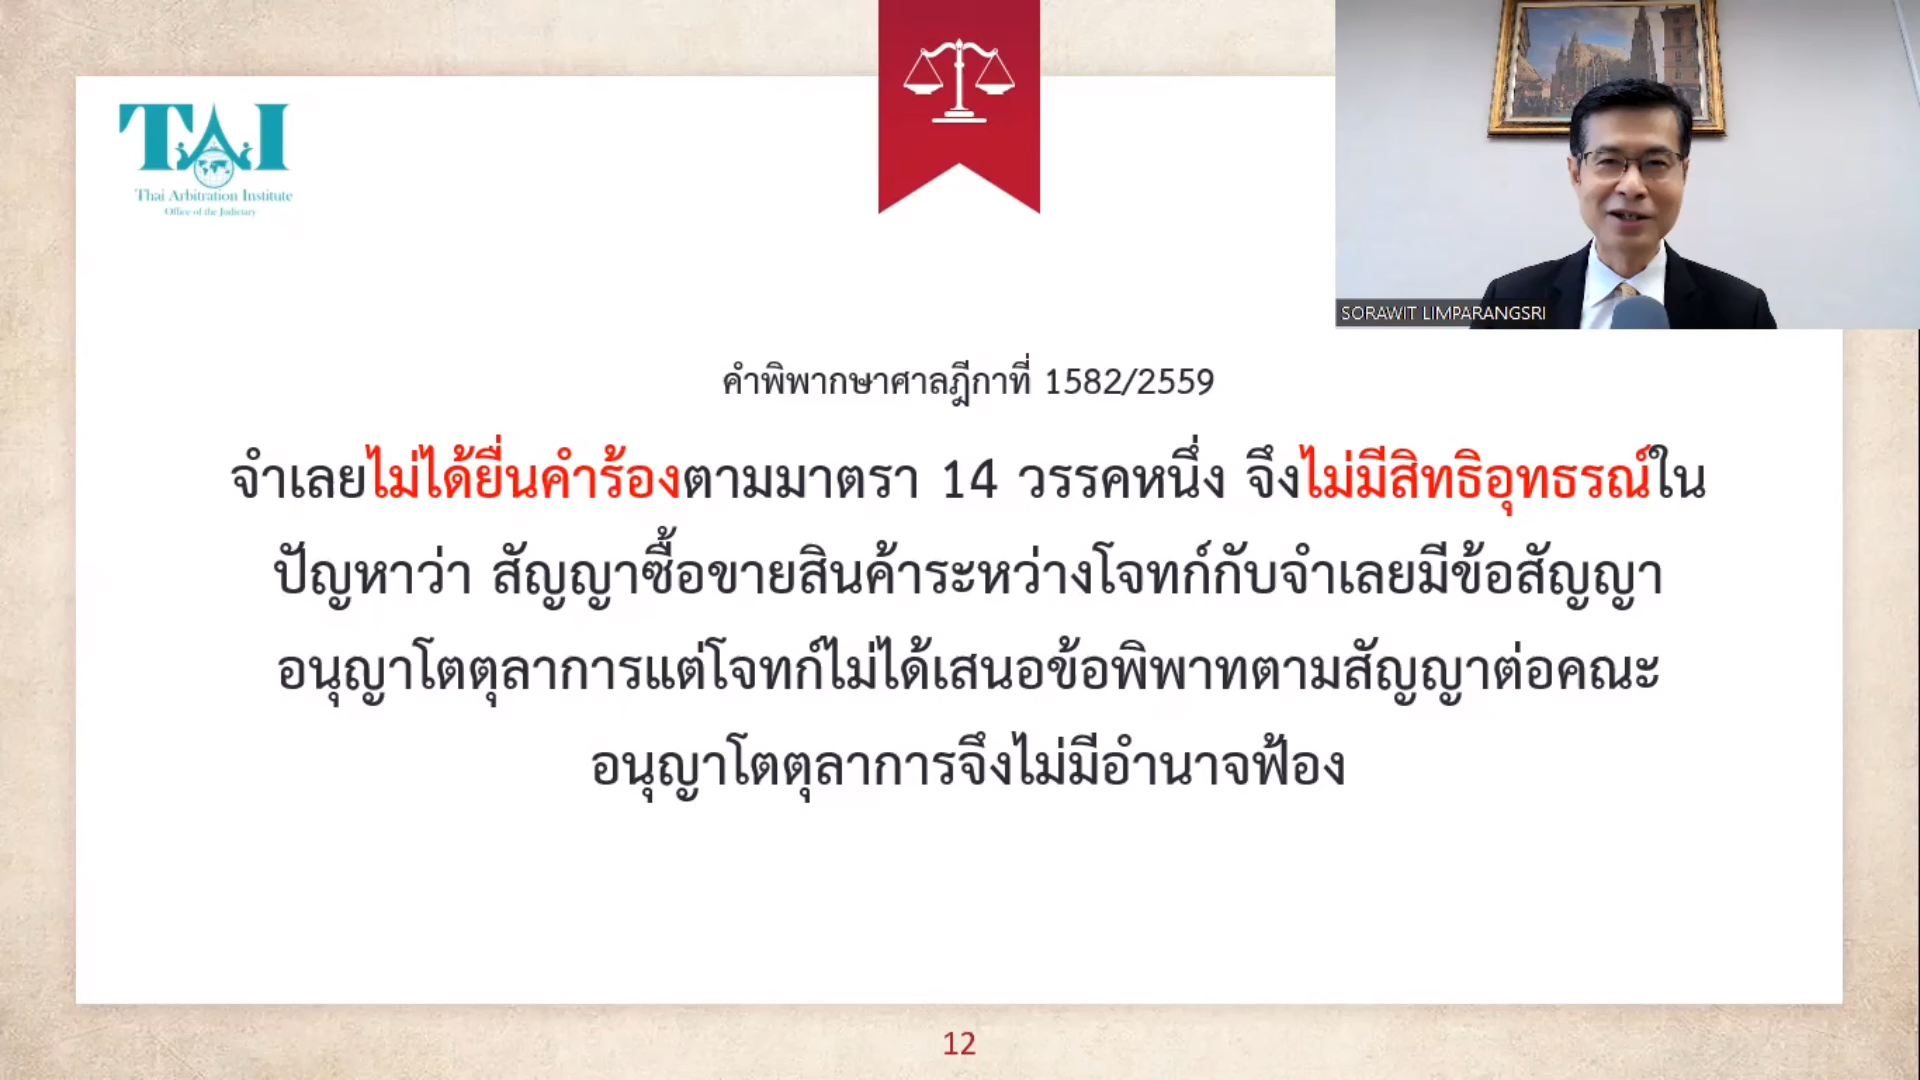 TAI
Thai Arbitration Institute
Office of the Judiciary
SORAWIT LIMPARANGSRI
คำพิพากษาศาลฎีกาที่ 1582/2559
จำเลยไม่ได้ยื่นคำร้องตามมาตรา 14 วรรคหนึ่ง จึงไม่มีสิทธิอุทธรณ์ใน
ปัญหาว่า สัญญาซื้อขายสินค้าระหว่างโจทก์กับจำเลยมีข้อสัญญา
อนุญาโตตุลาการแต่โจทก์ไม่ได้เสนอข้อพิพาทตามสัญญาต่อคณะ
อนุญาโตตุลาการจึงไม่มีอำนาจฟ้อง
12